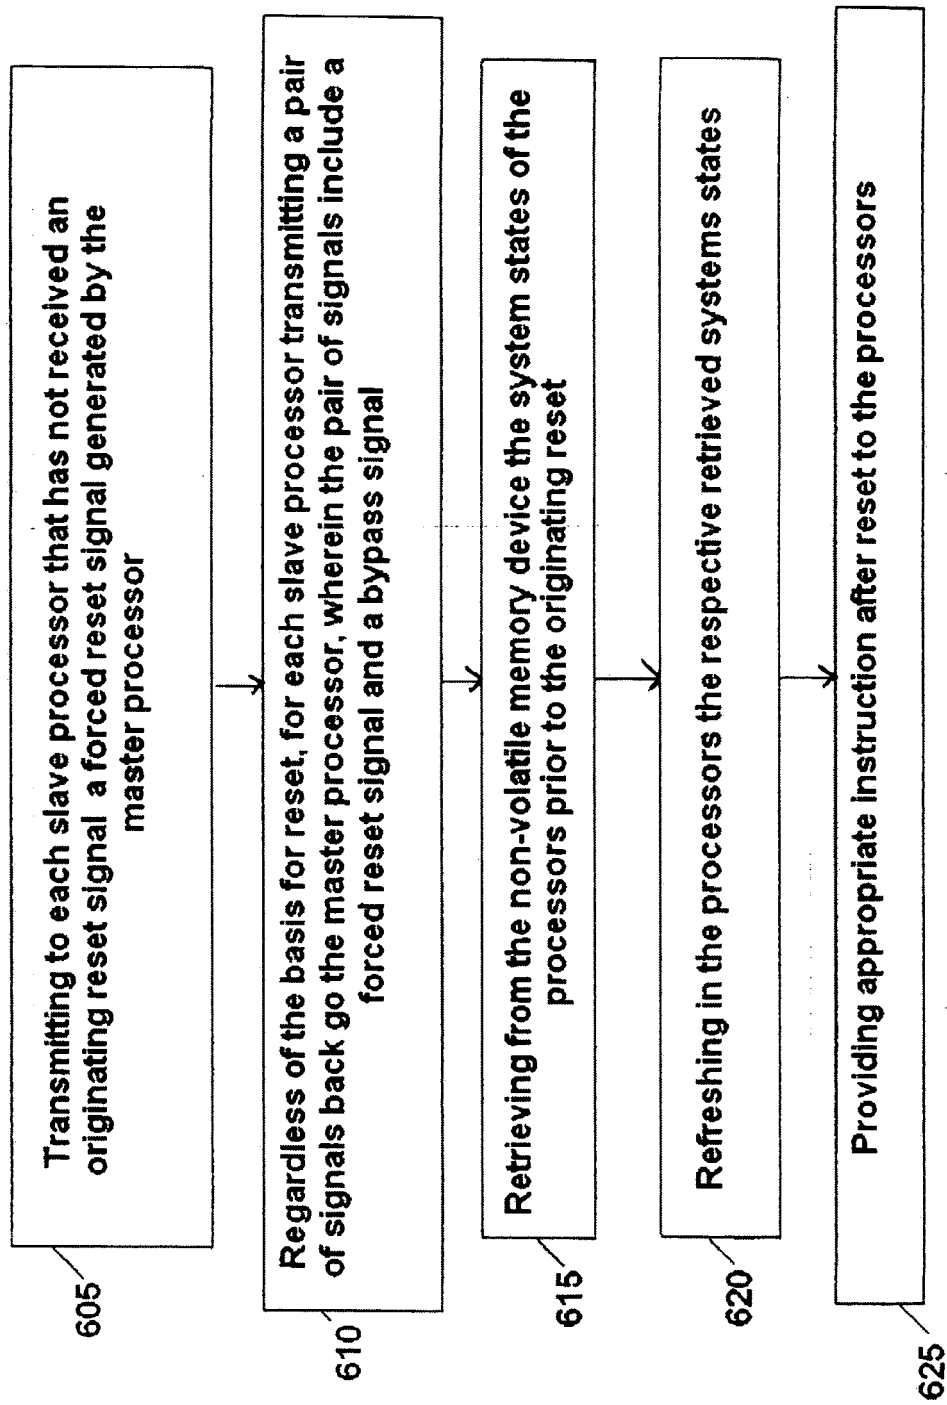 Transmitting to each slave processor that has not received an
originating reset signal a forced reset signal generated by the
master processor
605
Regardless of the basis for reset, for each slave processor transmitting a pair
of signals back go the master processor, wherein the pair of signals include a
forced reset signal and a bypass signal
610
Retrieving from the non-volatile memory device the system states of the
processors prior to the originating reset
615
Refreshing in the processors the respective retrieved systems states
620
Providing appropriate instruction after reset to the processors
625